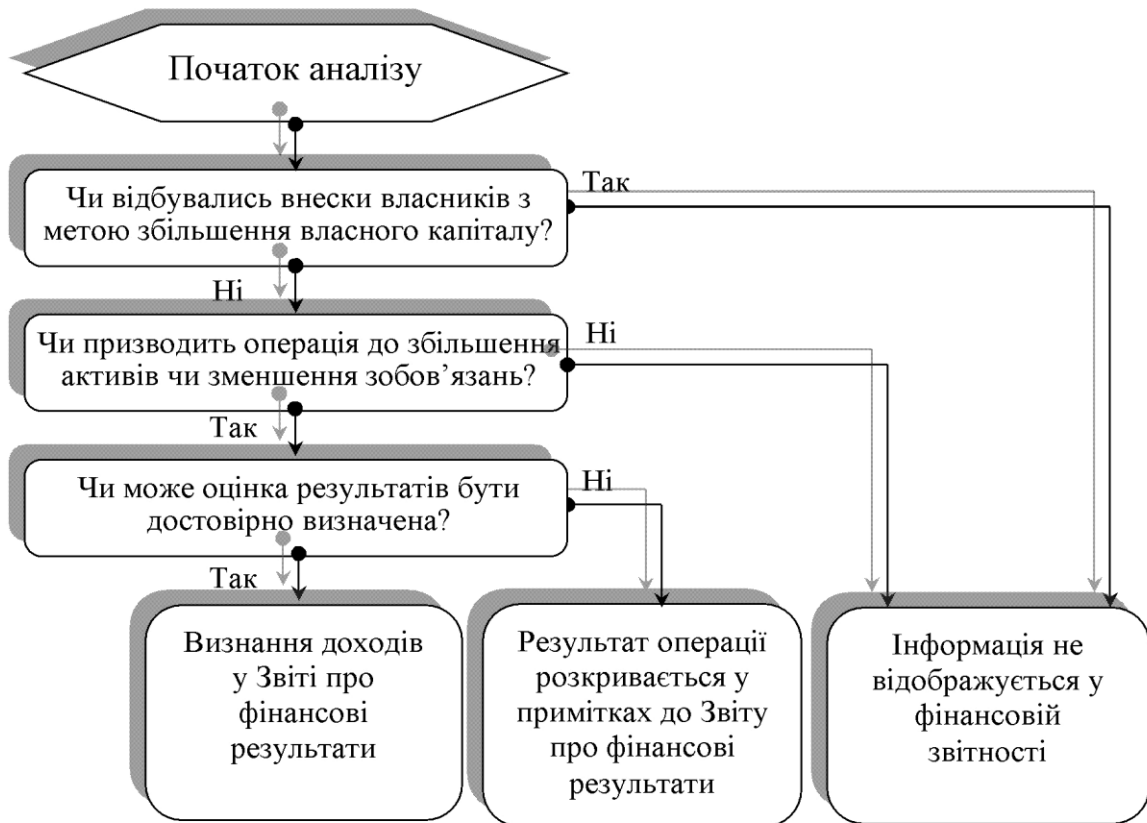 Початок аналізу
Чи відбувались внески власників з
метою збільшення власного капіталу?
Так
Ні
Чи призводить операція до збільшення
активів чи зменшення зобов’язань?
Ні
Так
Чи може оцінка результатів бути
достовірно визначена?
Ні
Так
Визнання доходів
у Звіті про
фінансові
результати
Результат операції
розкривається у
примітках до Звіту
про фінансові
результати
Інформація не
відображується у
фінансовій
звітності